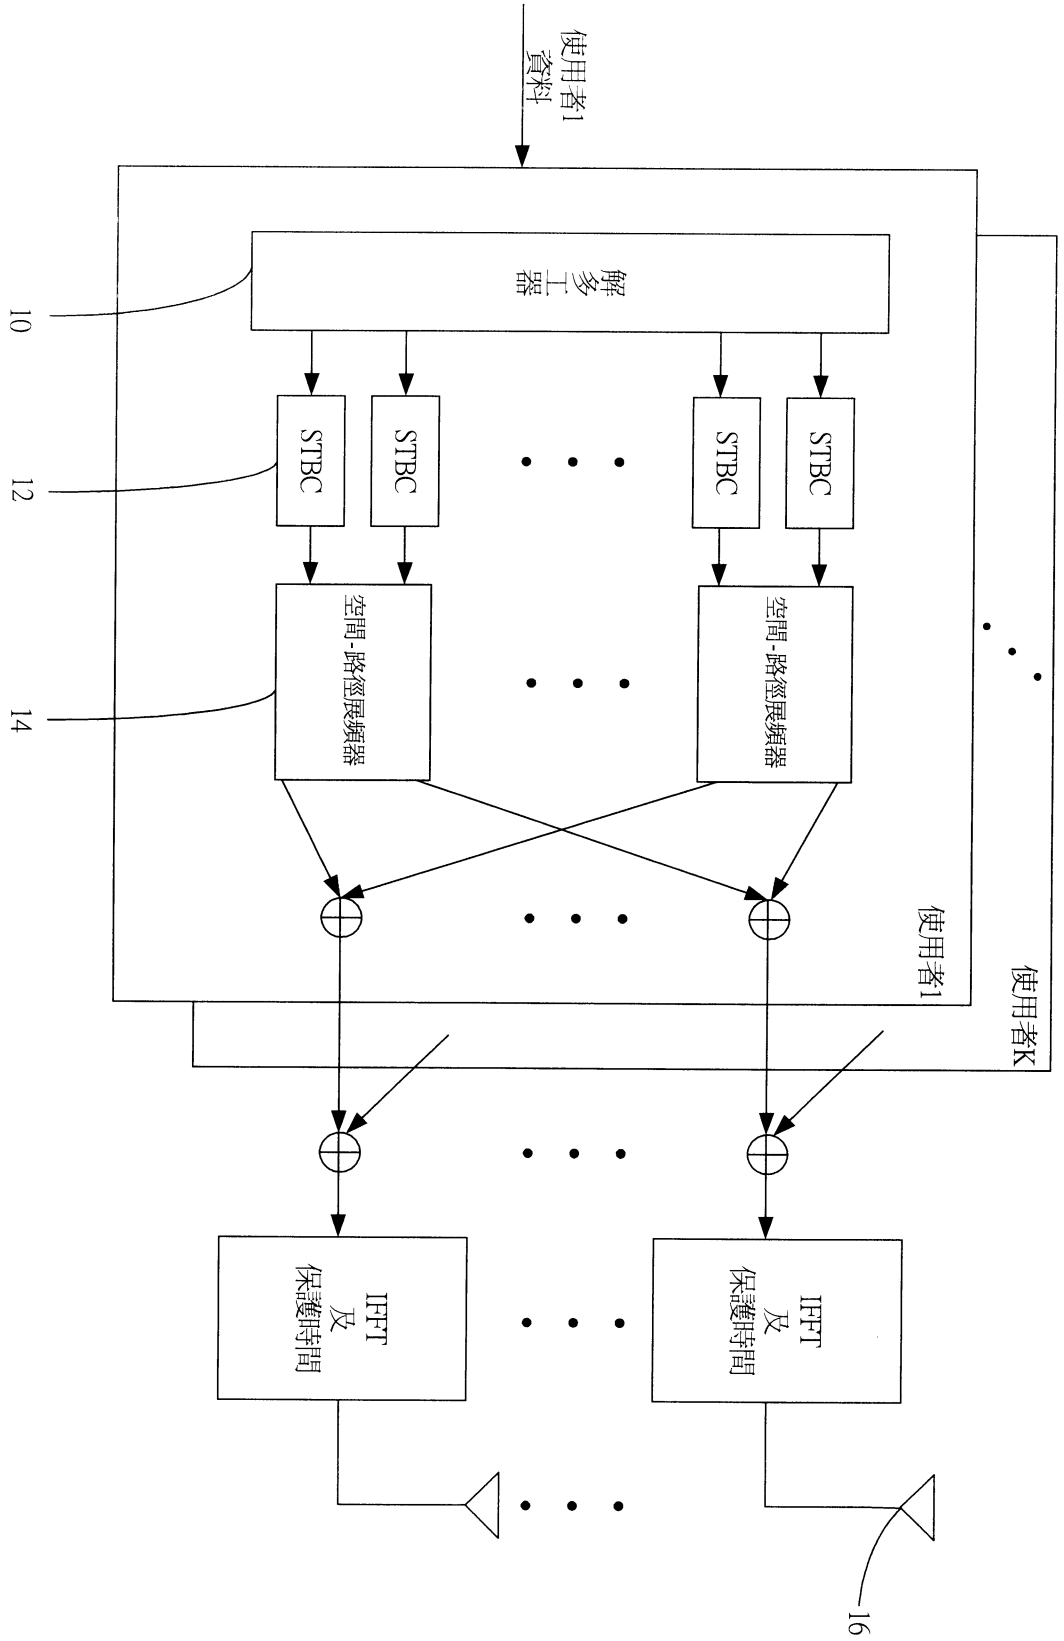 使用者1
資料
解多工器
10
STBC
STBC
STBC
STBC
12
空間-路徑展頻器
空間-路徑展頻器
14
使用者1
使用者K
IFFT
及
保護時間
IFFT
及
保護時間
16